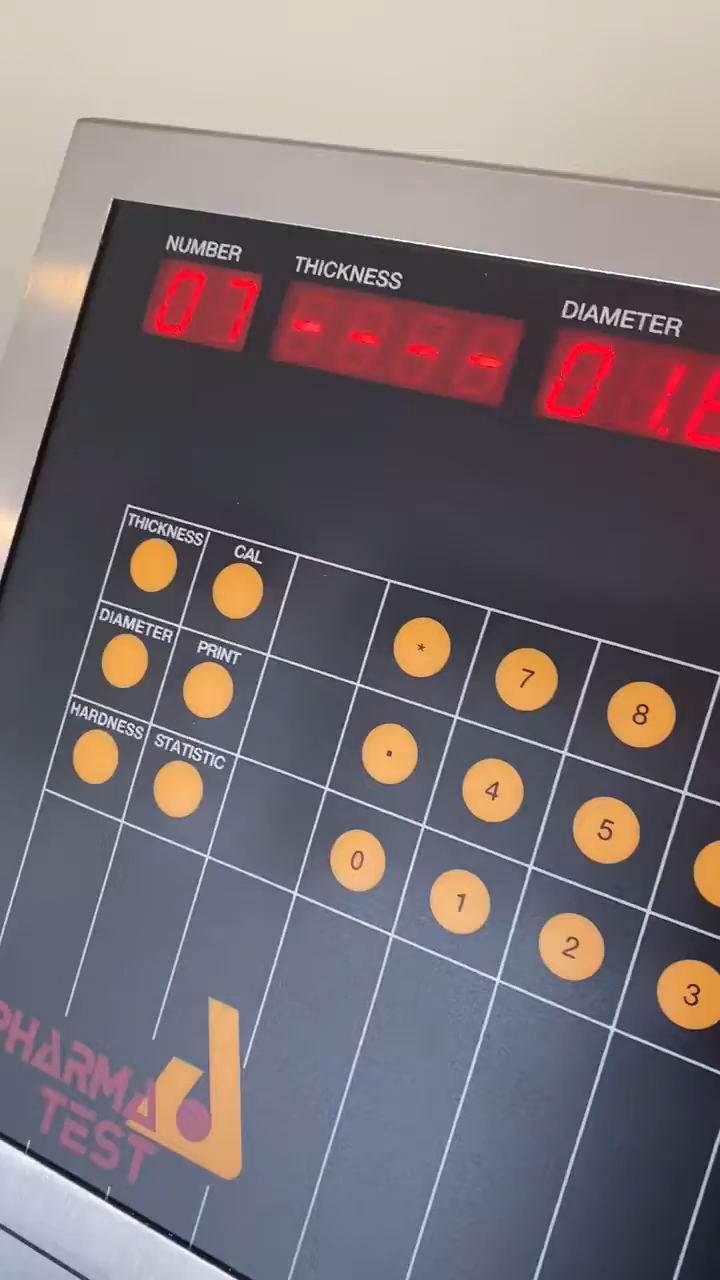 NUMBER THICKNESS DIAMETER
07 ---- 01.
THICKNESS CAL
* 7 8
DIAMETER PRINT
. 4 5
HARDNESS STATISTIC
0 1 2 3
PHARMA
TEST